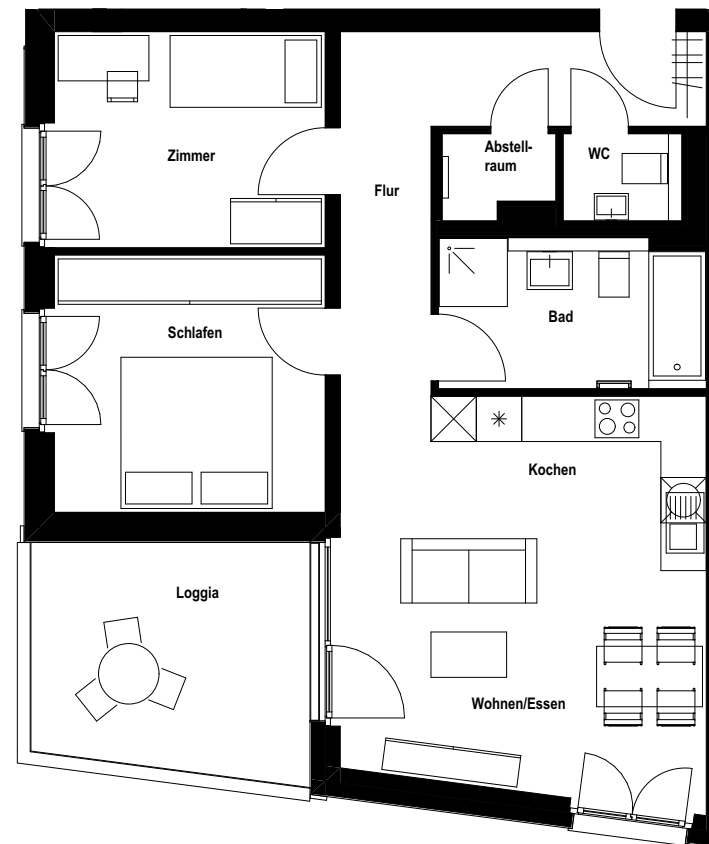 Abstell-
raum
WC
Zimmer
Flur
Bad
Schlafen
Kochen
Loggia
Wohnen/Essen